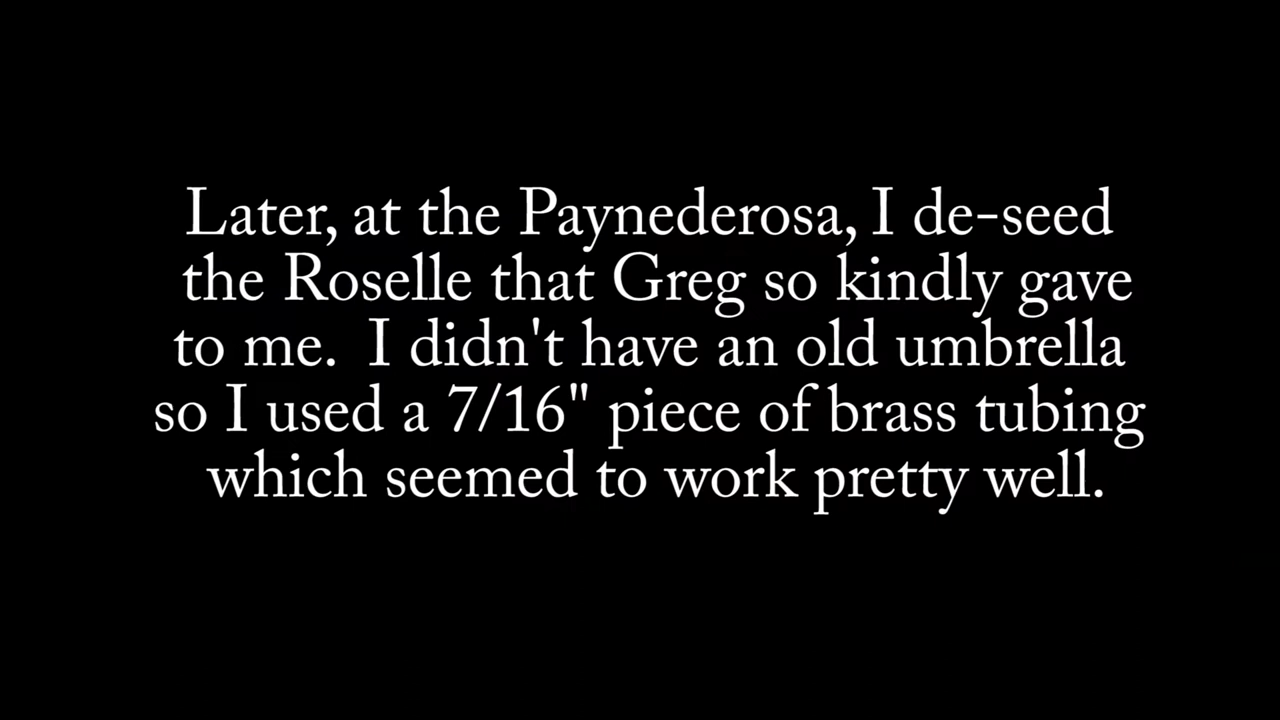 Later, at the Paynederosa, I de-seed
the Roselle that Greg so kindly gave
to me.  I didn't have an old umbrella
so I used a 7/16" piece of brass tubing
which seemed to work pretty well.